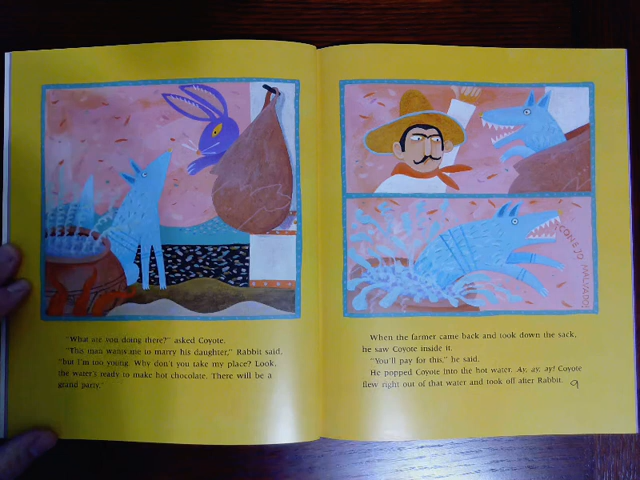 "What are you doing there?" asked Coyote.
"This man wants me to marry his daughter," Rabbit said,
"but I'm too young. Why don't you take my place? Look,
the water's ready to make hot chocolate. There will be a
grand party."
CONEJO
MALVADO
When the farmer came back and took down the sack,
he saw Coyote inside it.
"You'll pay for this," he said.
He popped Coyote into the hot water. Ay, ay, ay! Coyote
flew right out of that water and took off after Rabbit.
9